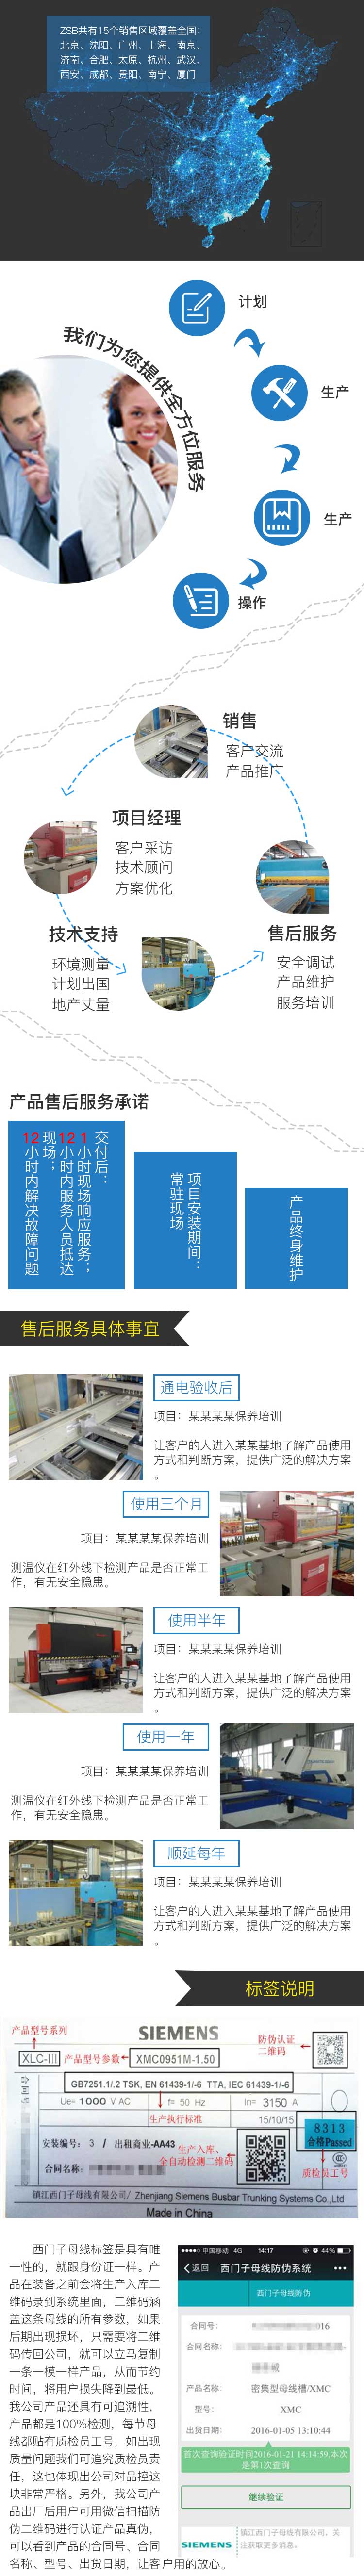 ZSB共有15个销售区域覆盖全国：
北京、沈阳、广州、上海、南京、
济南、合肥、太原、杭州、武汉、
西安、成都、贵阳、南宁、厦门
计划
我们为您提供全方位服务
生产
生产
操作
销售
客户交流
产品推广
项目经理
客户采访
技术顾问
方案优化
技术支持
环境测量
计划出国
地产丈量
售后服务
安全调试
产品维护
服务培训
产品售后服务承诺
交付后：
1小时现场响应服务；
12小时内服务人员抵达
现场；
12小时内解决故障问题
项目安装期间：
常驻现场
产品终身维护
售后服务具体事宜
通电验收后
项目：某某某某保养培训
让客户的人进入某某基地了解产品使用
方式和判断方案，提供广泛的解决方案
。
使用三个月
项目：某某某某保养培训
测温仪在红外线下检测产品是否正常工
作，有无安全隐患。
使用半年
项目：某某某某保养培训
让客户的人进入某某基地了解产品使用
方式和判断方案，提供广泛的解决方案
。
使用一年
项目：某某某某保养培训
测温仪在红外线下检测产品是否正常工
作，有无安全隐患。
顺延每年
项目：某某某某保养培训
让客户的人进入某某基地了解产品使用
方式和判断方案，提供广泛的解决方案
。
标签说明
产品型号系列
SIEMENS
防伪认证
二维码
XLC-III
产品型号参数
XMC0951M-1.50
GB7251.1/.2 TSK, EN 61439-1/-6 TTA, IEC 61439-1/-6
Ue= 1000 V AC
f= 50 Hz
In= 3150 A
生产执行标准
15/10/15
8313
合格Passed
安装编号：3 / 出租商业-AA43
生产入库、
全自动检测二维码
质检员工号
合同名称：
镇江西门子母线有限公司/ Zhenjiang Siemens Busbar Trunking Systems Co.,Ltd
Made in China
西门子母线标签是具有唯
一性的，就跟身份证一样。产
品在装备之前会将生产入库二
维码录到系统里面，二维码涵
盖这条母线的所有参数，如果
后期出现损坏，只需要将二维
码传回公司，就可以立马复制
一条一模一样产品，从而节约
时间，将用户损失降到最低。
我公司产品还具有可追溯性，
产品都是100%检测，每节母
线都贴有质检员工号，如出现
质量问题我们可追究质检员责
任，这也体现出公司对品控这
块非常严格。另外，我公司产
品出厂后用户可用微信扫描防
伪二维码进行认证产品真伪，
可以看到产品的合同号、合同
名称、型号、出货日期，让客户用的放心。
中国移动 4G
14:17
44%
返回
西门子母线防伪系统
西门子母线防伪
合同号：
016
合同名称：
产品名称：
密集型母线槽/XMC
型号：
XMC
出货日期：
2016-01-05 13:10:44
首次查询验证时间2016-01-21 14:14:59,本次
是第1次查询
继续验证
SIEMENS
镇江西门子母线有限公司，关
注获取更多消息。